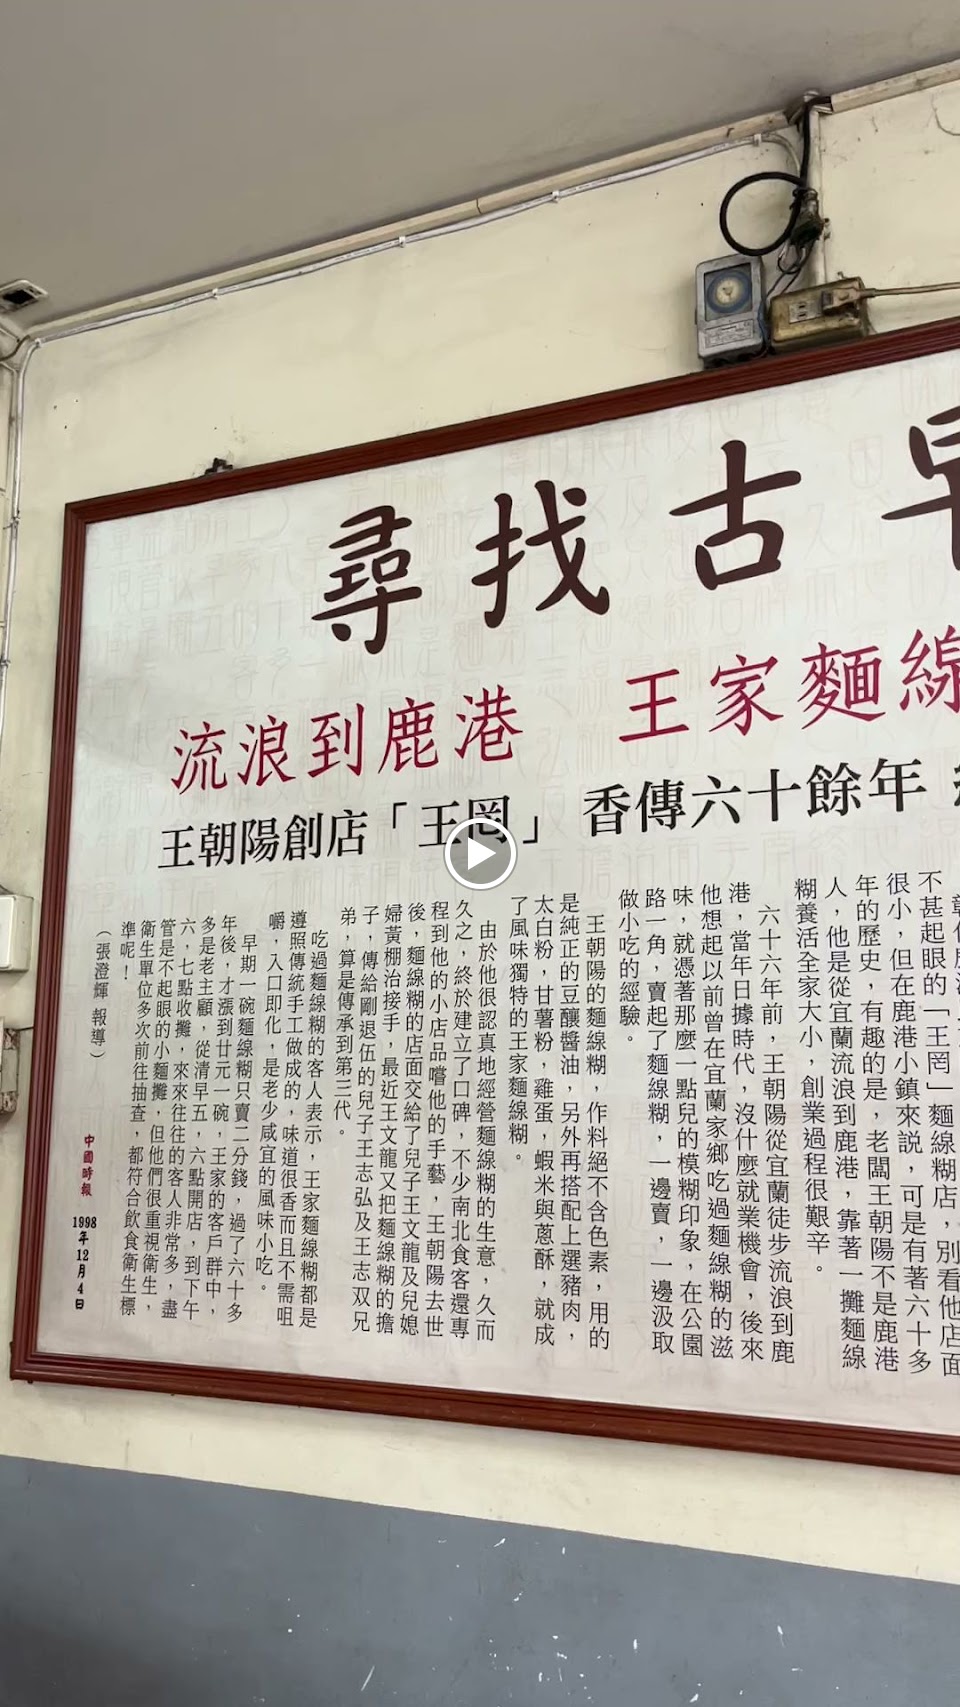 尋找古早
流浪到鹿港　王家麵線
王朝陽創店「王罔」 香傳六十餘年
不甚起眼的「王罔」麵線糊店，別看他店面
很小，但在鹿港小鎮來說，可是有著六十多
年的歷史，有趣的是，老闆王朝陽不是鹿港
人，他是從宜蘭流浪到鹿港，靠著一攤麵線
糊養活全家大小，創業過程很艱辛。
六十六年前，王朝陽從宜蘭徒步流浪到鹿
港，當年日據時代，沒什麼就業機會，後來
他想起以前曾在宜蘭家鄉吃過麵線糊的滋
味，就憑著那麼一點兒的模糊印象，在公園
路一角，賣起了麵線糊，一邊賣，一邊汲取
做小吃的經驗。
王朝陽的麵線糊，作料絕不含色素，用的
是純正的豆釀醬油，另外再搭配上選豬肉，
太白粉，甘薯粉，雞蛋，蝦米與蔥酥，就成
了風味獨特的王家麵線糊。
由於他很認真地經營麵線糊的生意，久而
久之，終於建立了口碑，不少南北食客還專
程到他的小店品嚐他的手藝，王朝陽去世
後，麵線糊的店面交給了兒子王文龍及兒媳
婦黃棚治接手，最近王文龍又把麵線糊的擔
子，傳給剛退伍的兒子王志弘及王志双兄
弟，算是傳承到第三代。
吃過麵線糊的客人表示，王家麵線糊都是
遵照傳統手工做成的，味道很香而且不需咀
嚼，入口即化，是老少咸宜的風味小吃。
早期一碗麵線糊只賣二分錢，過了六十多
年後，才漲到廿元一碗，王家的客戶群中，
多是老主顧，從清早五，六點開店，到下午
六，七點收攤，來來往往的客人非常多，盡
管是不起眼的小麵攤，但他們很重視衛生，
衛生單位多次前往抽查，都符合飲食衛生標
準呢！
（張澄輝 報導）
中國時報 1998年12月4日